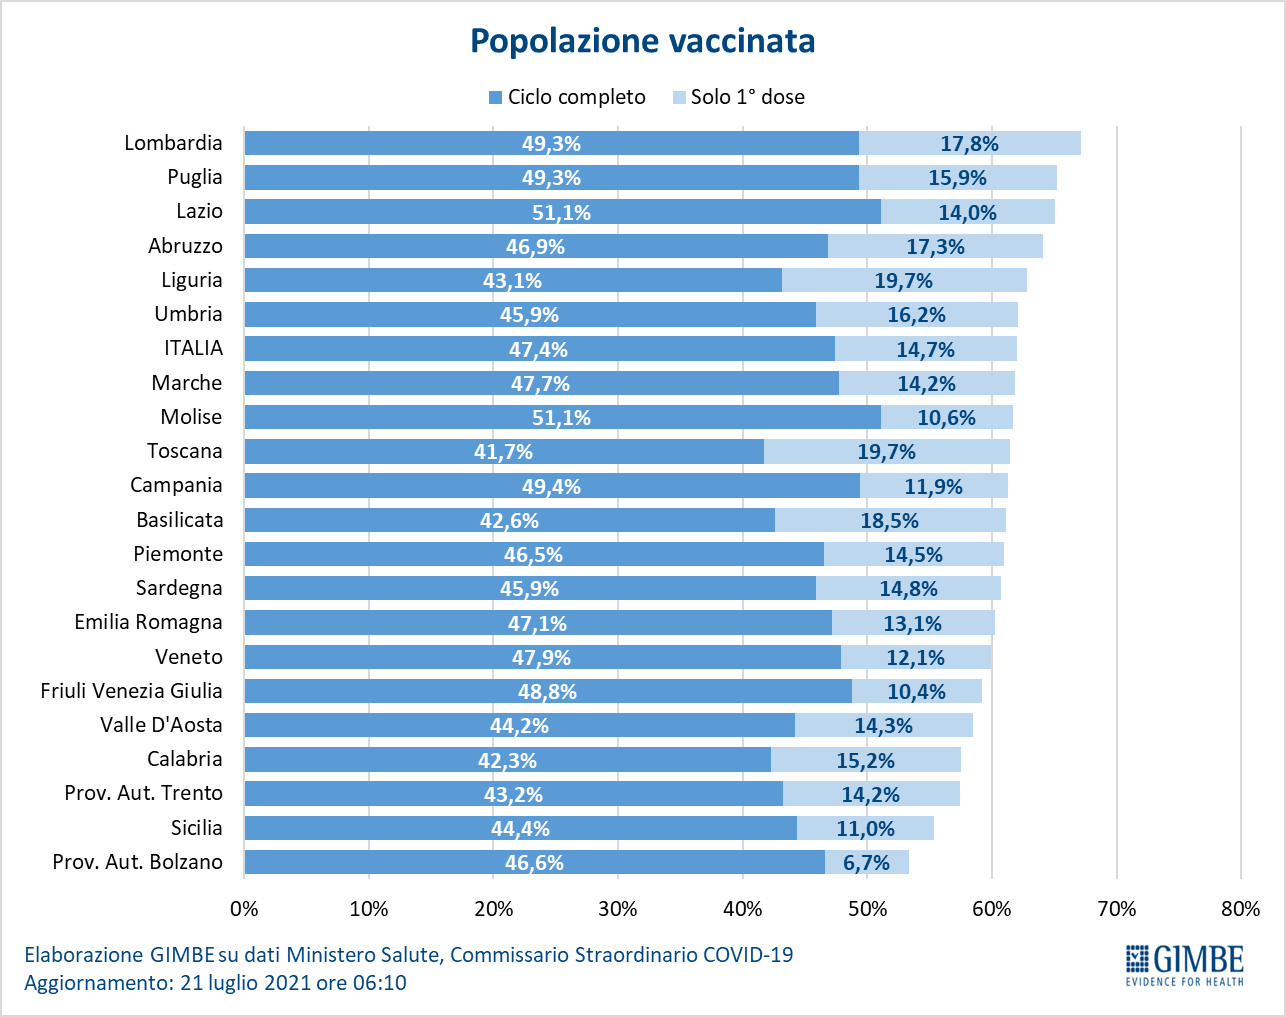 Popolazione vaccinata
Ciclo completo Solo 1° dose
Lombardia 49,3% 17,8%
Puglia 49,3% 15,9%
Lazio 51,1% 14,0%
Abruzzo 46,9% 17,3%
Liguria 43,1% 19,7%
Umbria 45,9% 16,2%
ITALIA 47,4% 14,7%
Marche 47,7% 14,2%
Molise 51,1% 10,6%
Toscana 41,7% 19,7%
Campania 49,4% 11,9%
Basilicata 42,6% 18,5%
Piemonte 46,5% 14,5%
Sardegna 45,9% 14,8%
Emilia Romagna 47,1% 13,1%
Veneto 47,9% 12,1%
Friuli Venezia Giulia 48,8% 10,4%
Valle D'Aosta 44,2% 14,3%
Calabria 42,3% 15,2%
Prov. Aut. Trento 43,2% 14,2%
Sicilia 44,4% 11,0%
Prov. Aut. Bolzano 46,6% 6,7%
0% 10% 20% 30% 40% 50% 60% 70% 80%
Elaborazione GIMBE su dati Ministero Salute, Commissario Straordinario COVID-19
Aggiornamento: 21 luglio 2021 ore 06:10
GIMBE
EVIDENCE FOR HEALTH